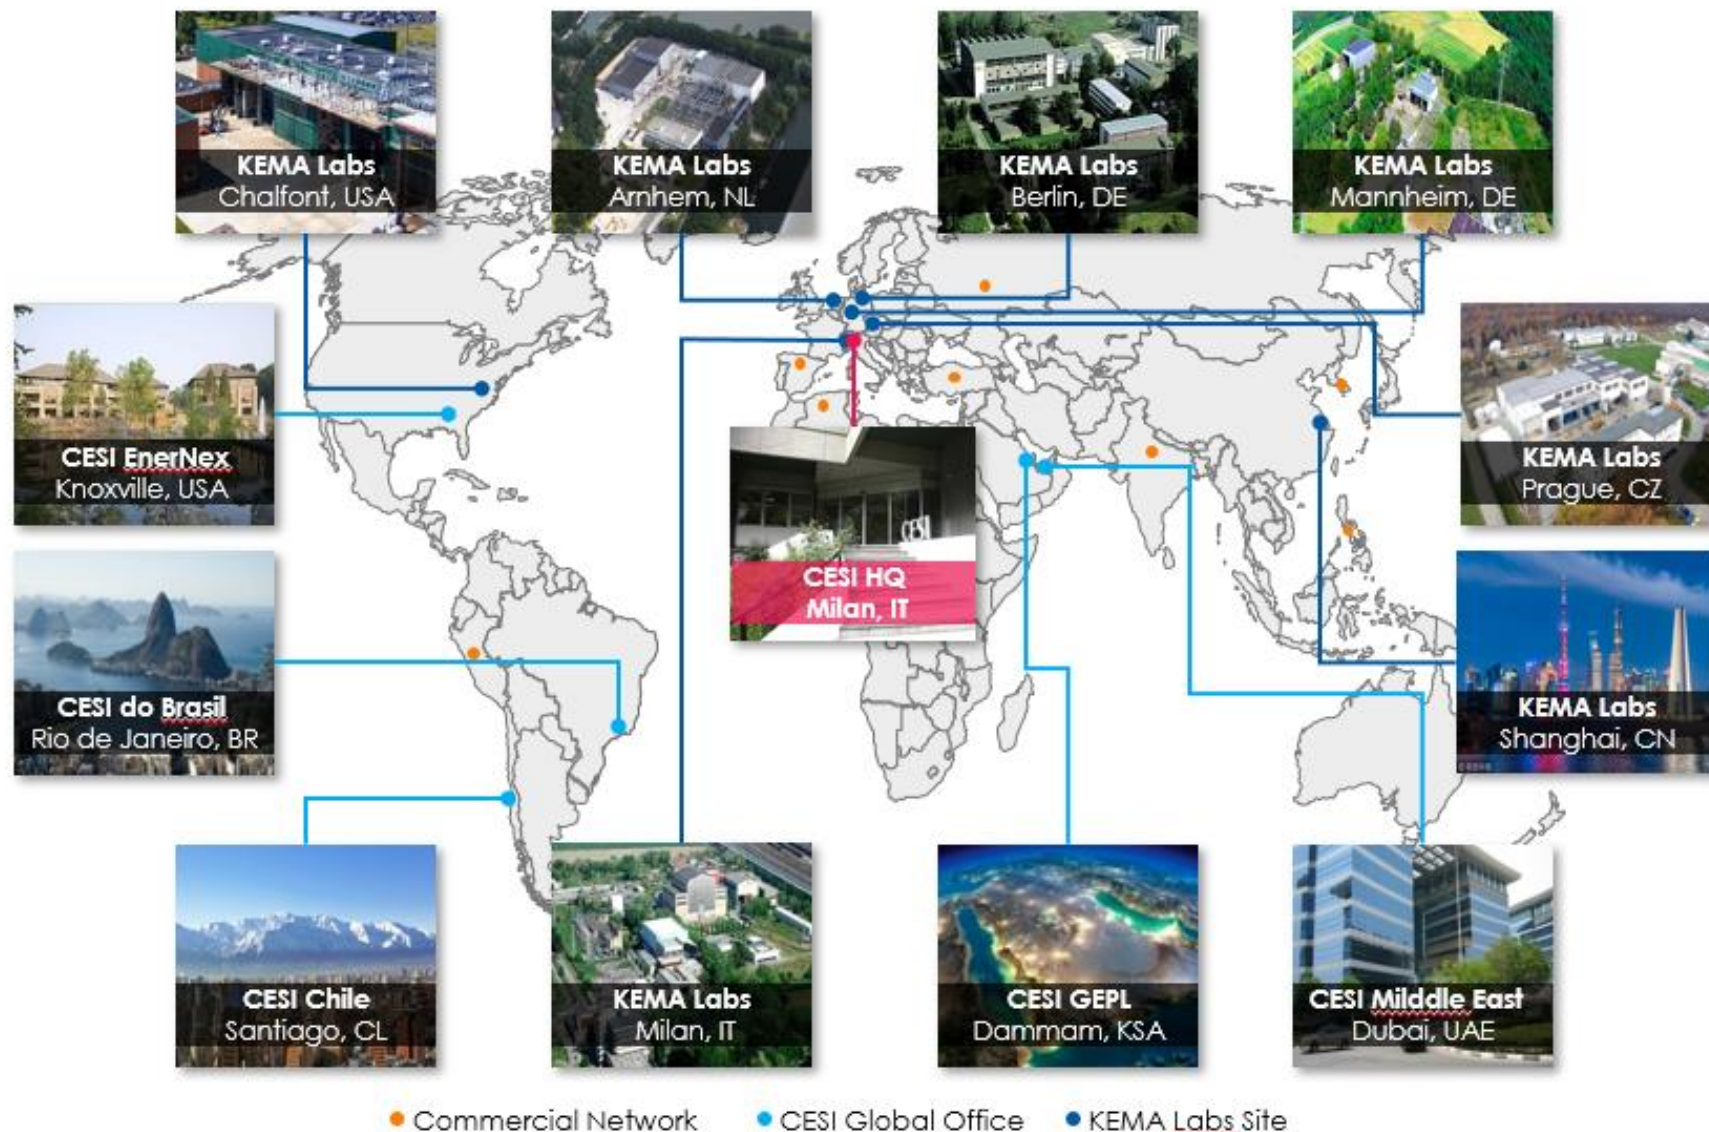 KEMA Labs
Chalfont, USA
KEMA Labs
Arnhem, NL
KEMA Labs
Berlin, DE
KEMA Labs
Mannheim, DE
CESI EnerNex
Knoxville, USA
KEMA Labs
Prague, CZ
CESI
CESI HQ
Milan, IT
CESI do Brasil
Rio de Janeiro, BR
KEMA Labs
Shanghai, CN
CESI Chile
Santiago, CL
KEMA Labs
Milan, IT
CESI GEPL
Dammam, KSA
CESI Milddle East
Dubai, UAE
Commercial Network
CESI Global Office
KEMA Labs Site